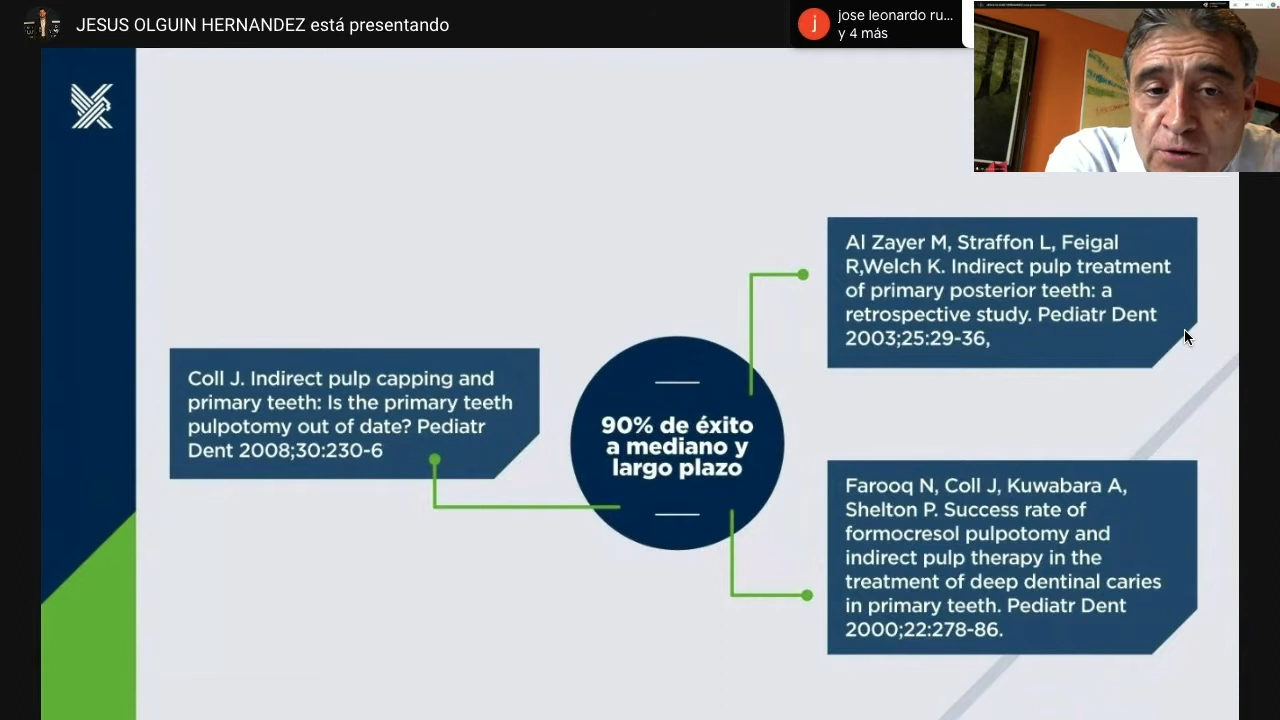 JESUS OLGUIN HERNANDEZ está presentando
j
jose leonardo ru...
y 4 más
Al Zayer M, Straffon L, Feigal
R,Welch K. Indirect pulp treatment
of primary posterior teeth: a
retrospective study. Pediatr Dent
2003;25:29-36,
Coll J. Indirect pulp capping and
primary teeth: Is the primary teeth
pulpotomy out of date? Pediatr
Dent 2008;30:230-6
90% de éxito
a mediano y
largo plazo
Farooq N, Coll J, Kuwabara A,
Shelton P. Success rate of
formocresol pulpotomy and
indirect pulp therapy in the
treatment of deep dentinal caries
in primary teeth. Pediatr Dent
2000;22:278-86.